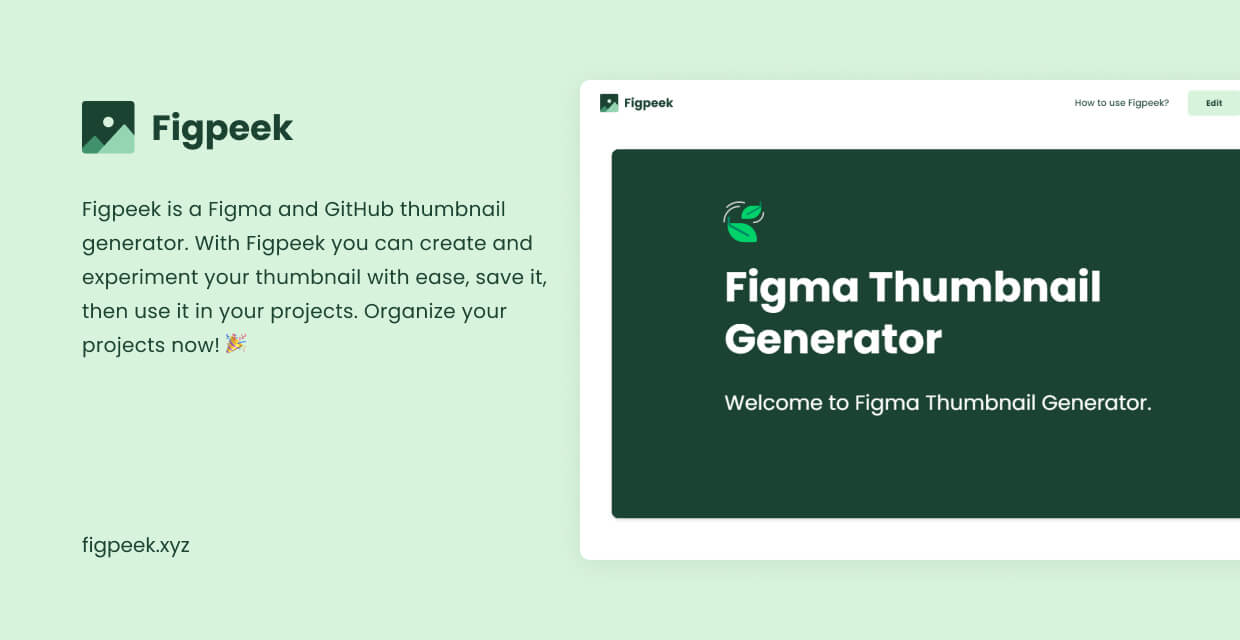 Figpeek
Figpeek is a Figma and GitHub thumbnail
generator. With Figpeek you can create and
experiment your thumbnail with ease, save it,
then use it in your projects. Organize your
projects now! 🎉
figpeek.xyz
Figpeek
How to use Figpeek?
Edit
Figma Thumbnail
Generator
Welcome to Figma Thumbnail Generator.